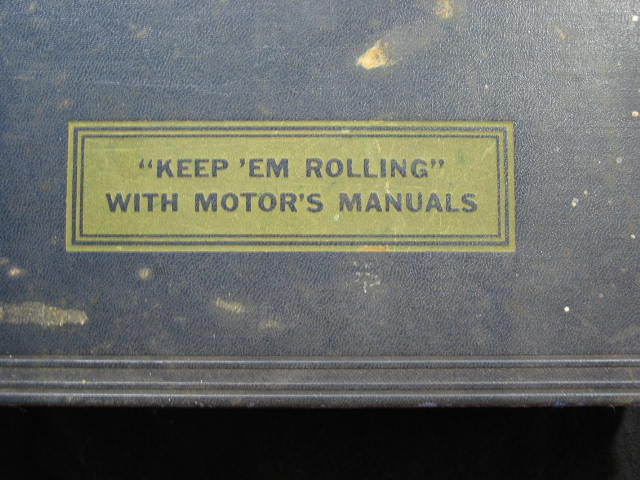 “KEEP ’EM ROLLING”
WITH MOTOR’S MANUALS